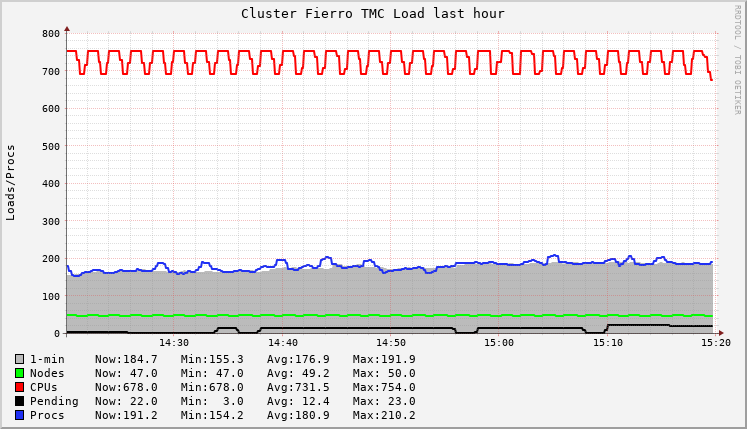 Cluster Fierro TMC Load last hour
RRDTOOL / TOBI OETIKER
Loads/Procs
800
700
600
500
400
300
200
100
0
14:30 14:40 14:50 15:00 15:10 15:20
1-min Now:184.7 Min:155.3 Avg:176.9 Max:191.9
Nodes Now: 47.0 Min: 47.0 Avg: 49.2 Max: 50.0
CPUs Now:678.0 Min:678.0 Avg:731.5 Max:754.0
Pending Now: 22.0 Min: 3.0 Avg: 12.4 Max: 23.0
Procs Now:191.2 Min:154.2 Avg:180.9 Max:210.2